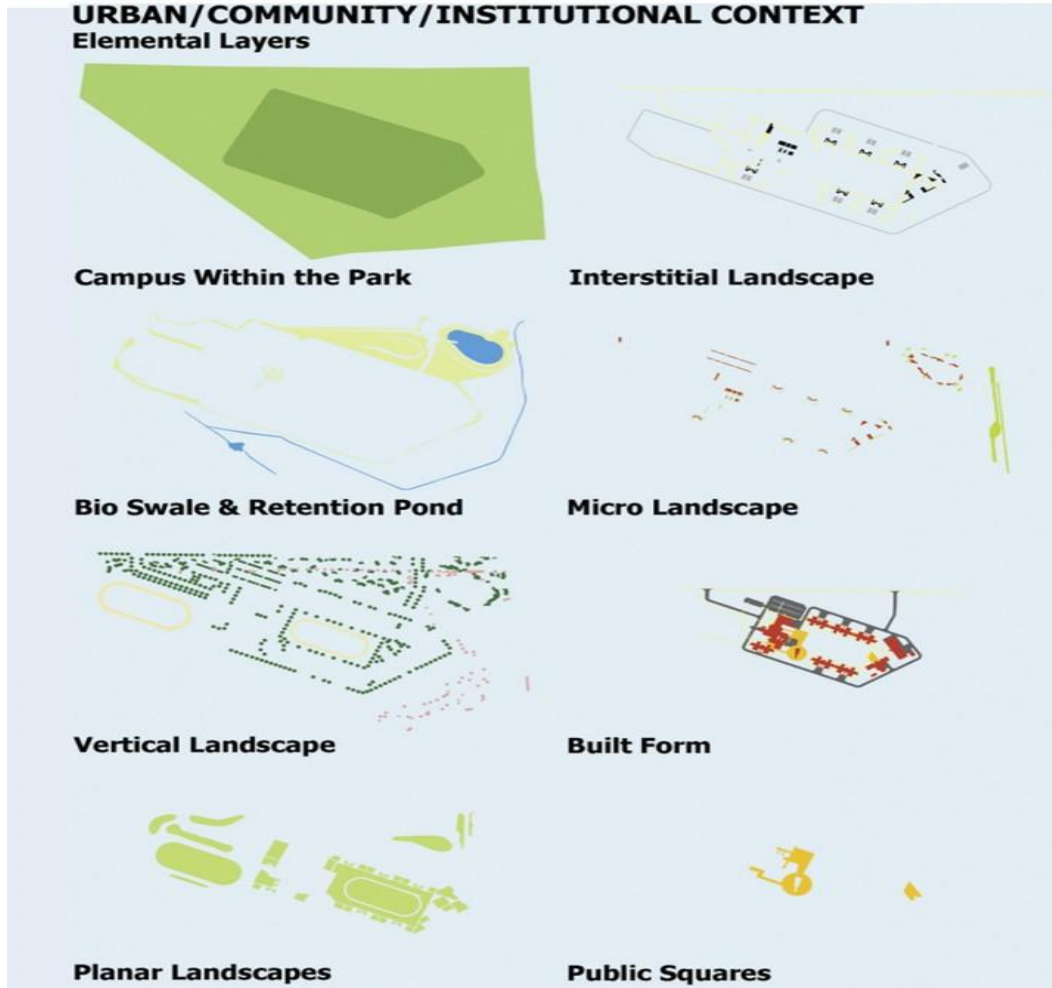 URBAN/COMMUNITY/INSTITUTIONAL CONTEXT
Elemental Layers
Campus Within the Park
Interstitial Landscape
Bio Swale & Retention Pond
Micro Landscape
Vertical Landscape
Built Form
Planar Landscapes
Public Squares